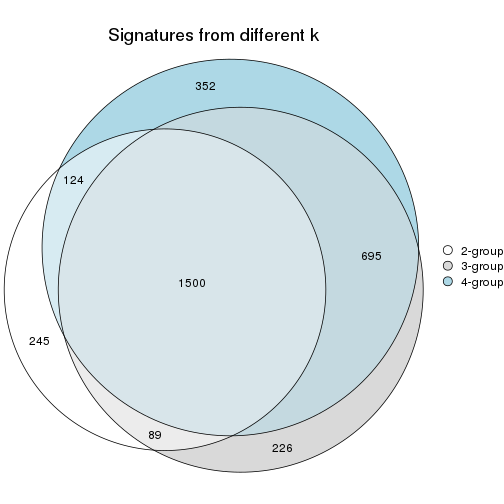 Signatures from different k
352
124
695
1500
245
89
226
2-group
3-group
4-group